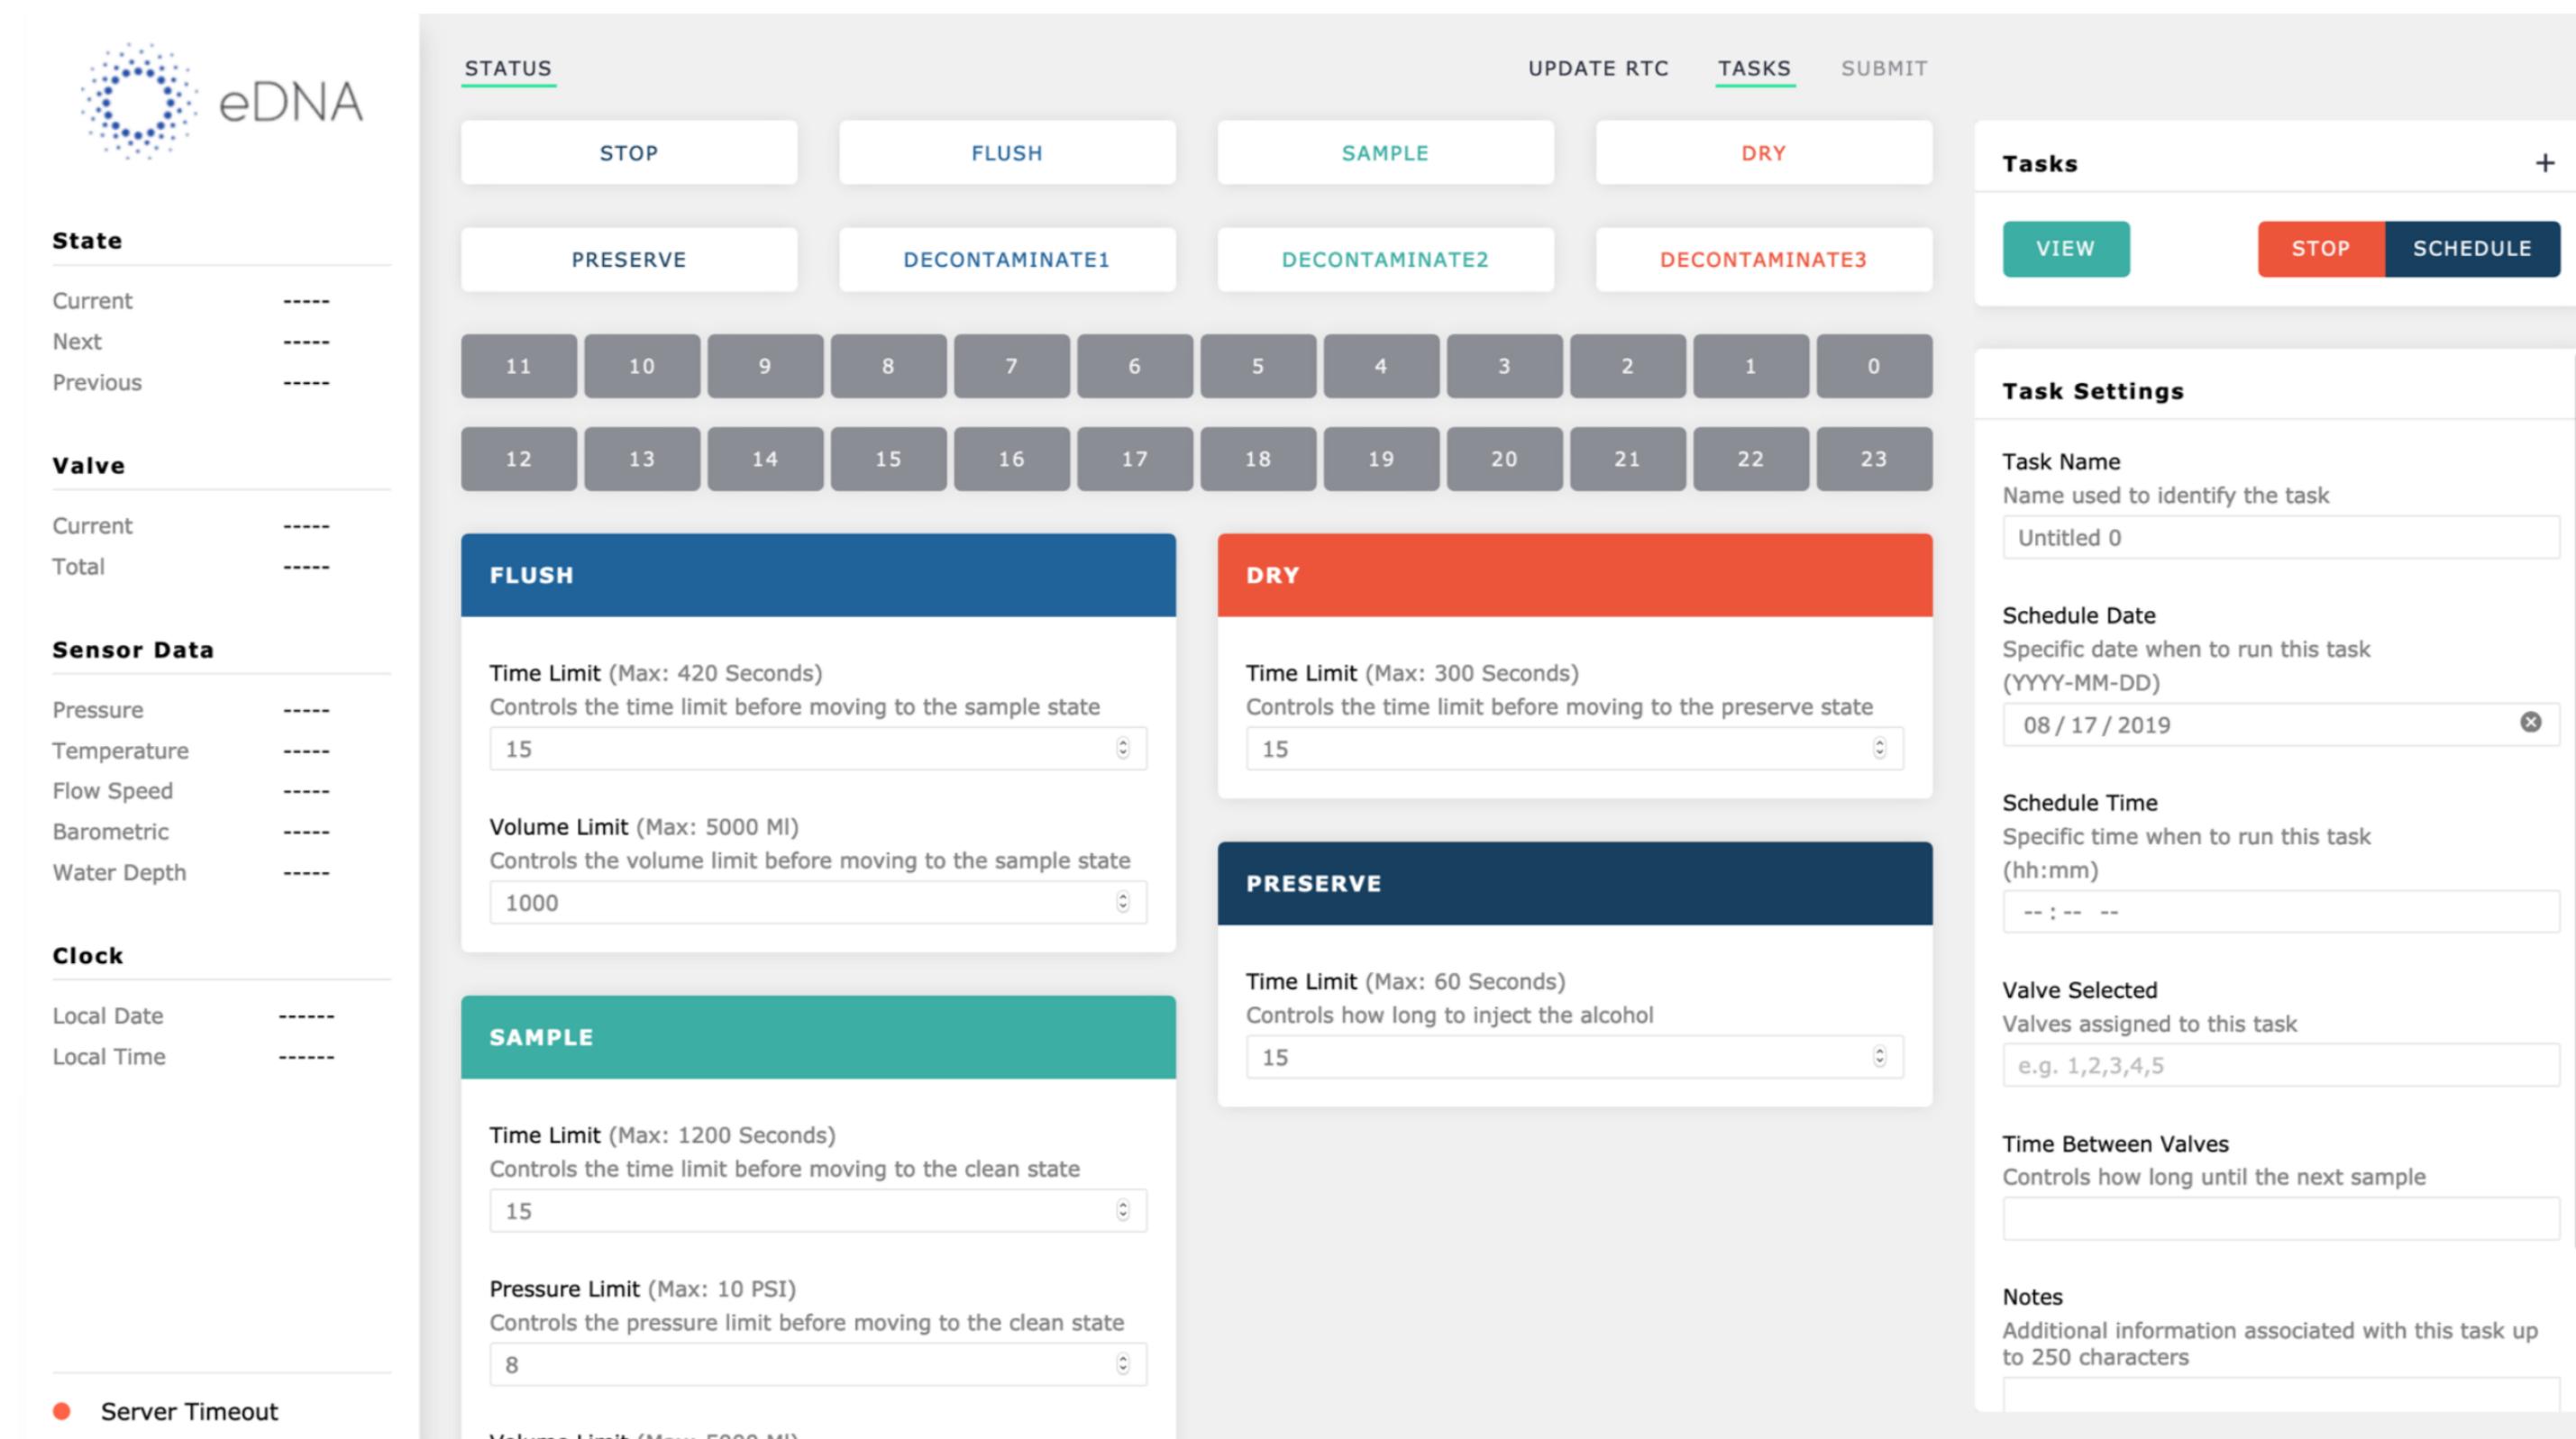 eDNA
State
Current -----
Next -----
Previous -----
Valve
Current -----
Total -----
Sensor Data
Pressure -----
Temperature -----
Flow Speed -----
Barometric -----
Water Depth -----
Clock
Local Date ------
Local Time ------
Server Timeout
STATUS
UPDATE RTC TASKS SUBMIT
STOP FLUSH SAMPLE DRY
PRESERVE DECONTAMINATE1 DECONTAMINATE2 DECONTAMINATE3
11 10 9 8 7 6 5 4 3 2 1 0
12 13 14 15 16 17 18 19 20 21 22 23
FLUSH
Time Limit (Max: 420 Seconds)
Controls the time limit before moving to the sample state
15
Volume Limit (Max: 5000 Ml)
Controls the volume limit before moving to the sample state
1000
SAMPLE
Time Limit (Max: 1200 Seconds)
Controls the time limit before moving to the clean state
15
Pressure Limit (Max: 10 PSI)
Controls the pressure limit before moving to the clean state
8
Volume Limit (Max: 5000 Ml)
DRY
Time Limit (Max: 300 Seconds)
Controls the time limit before moving to the preserve state
15
PRESERVE
Time Limit (Max: 60 Seconds)
Controls how long to inject the alcohol
15
Tasks +
VIEW STOP SCHEDULE
Task Settings
Task Name
Name used to identify the task
Untitled 0
Schedule Date
Specific date when to run this task
(YYYY-MM-DD)
08 / 17 / 2019
Schedule Time
Specific time when to run this task
(hh:mm)
-- : -- --
Valve Selected
Valves assigned to this task
e.g. 1,2,3,4,5
Time Between Valves
Controls how long until the next sample
Notes
Additional information associated with this task up
to 250 characters